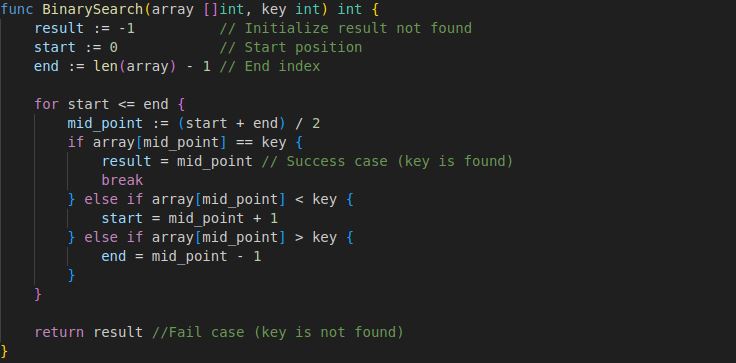 func BinarySearch(array []int, key int) int {
    result := -1          // Initialize result not found
    start := 0            // Start position
    end := len(array) - 1 // End index

    for start <= end {
        mid_point := (start + end) / 2
        if array[mid_point] == key {
            result = mid_point // Success case (key is found)
            break
        } else if array[mid_point] < key {
            start = mid_point + 1
        } else if array[mid_point] > key {
            end = mid_point - 1
        }
    }

    return result //Fail case (key is not found)
}